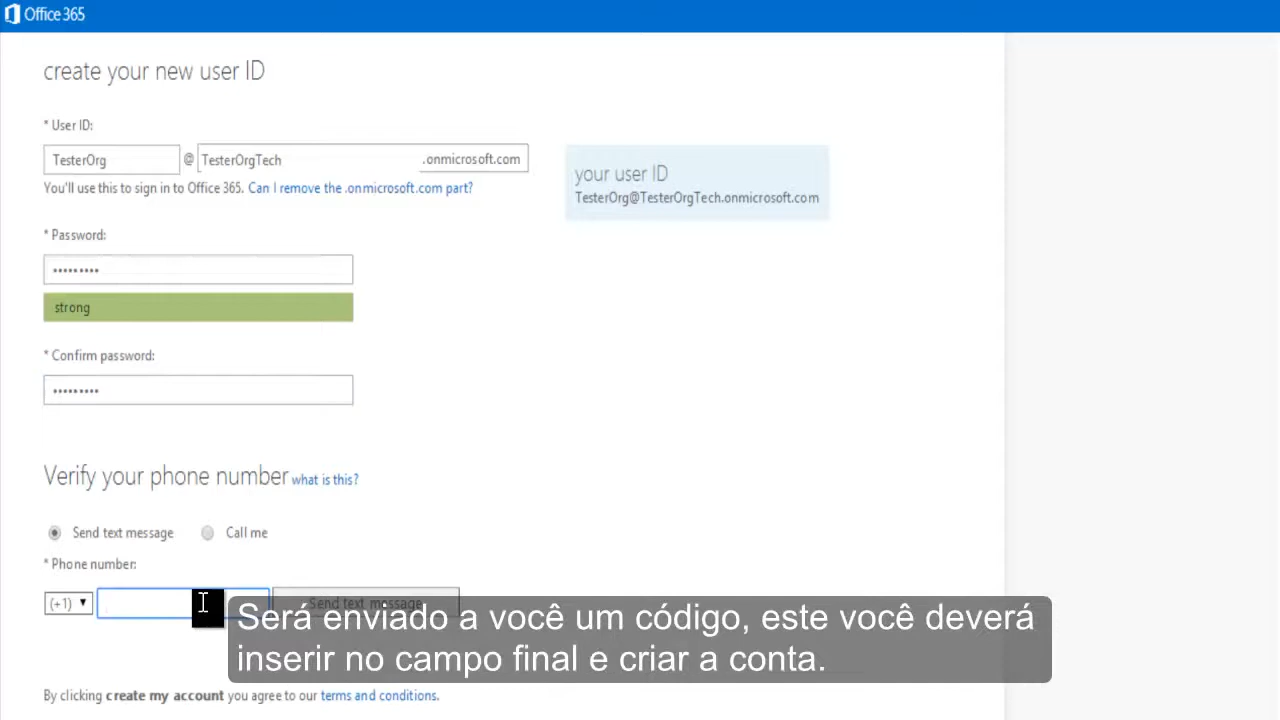 Office 365
create your new user ID
* User ID:
TesterOrg @ TesterOrgTech .onmicrosoft.com
You'll use this to sign in to Office 365. Can I remove the .onmicrosoft.com part?
your user ID
TesterOrg@TesterOrgTech.onmicrosoft.com
* Password:
•••••••••
strong
* Confirm password:
•••••••••
Verify your phone number what is this?
Send text message Call me
* Phone number:
(+1) Send text message
Será enviado a você um código, este você deverá
inserir no campo final e criar a conta.
By clicking create my account you agree to our terms and conditions.